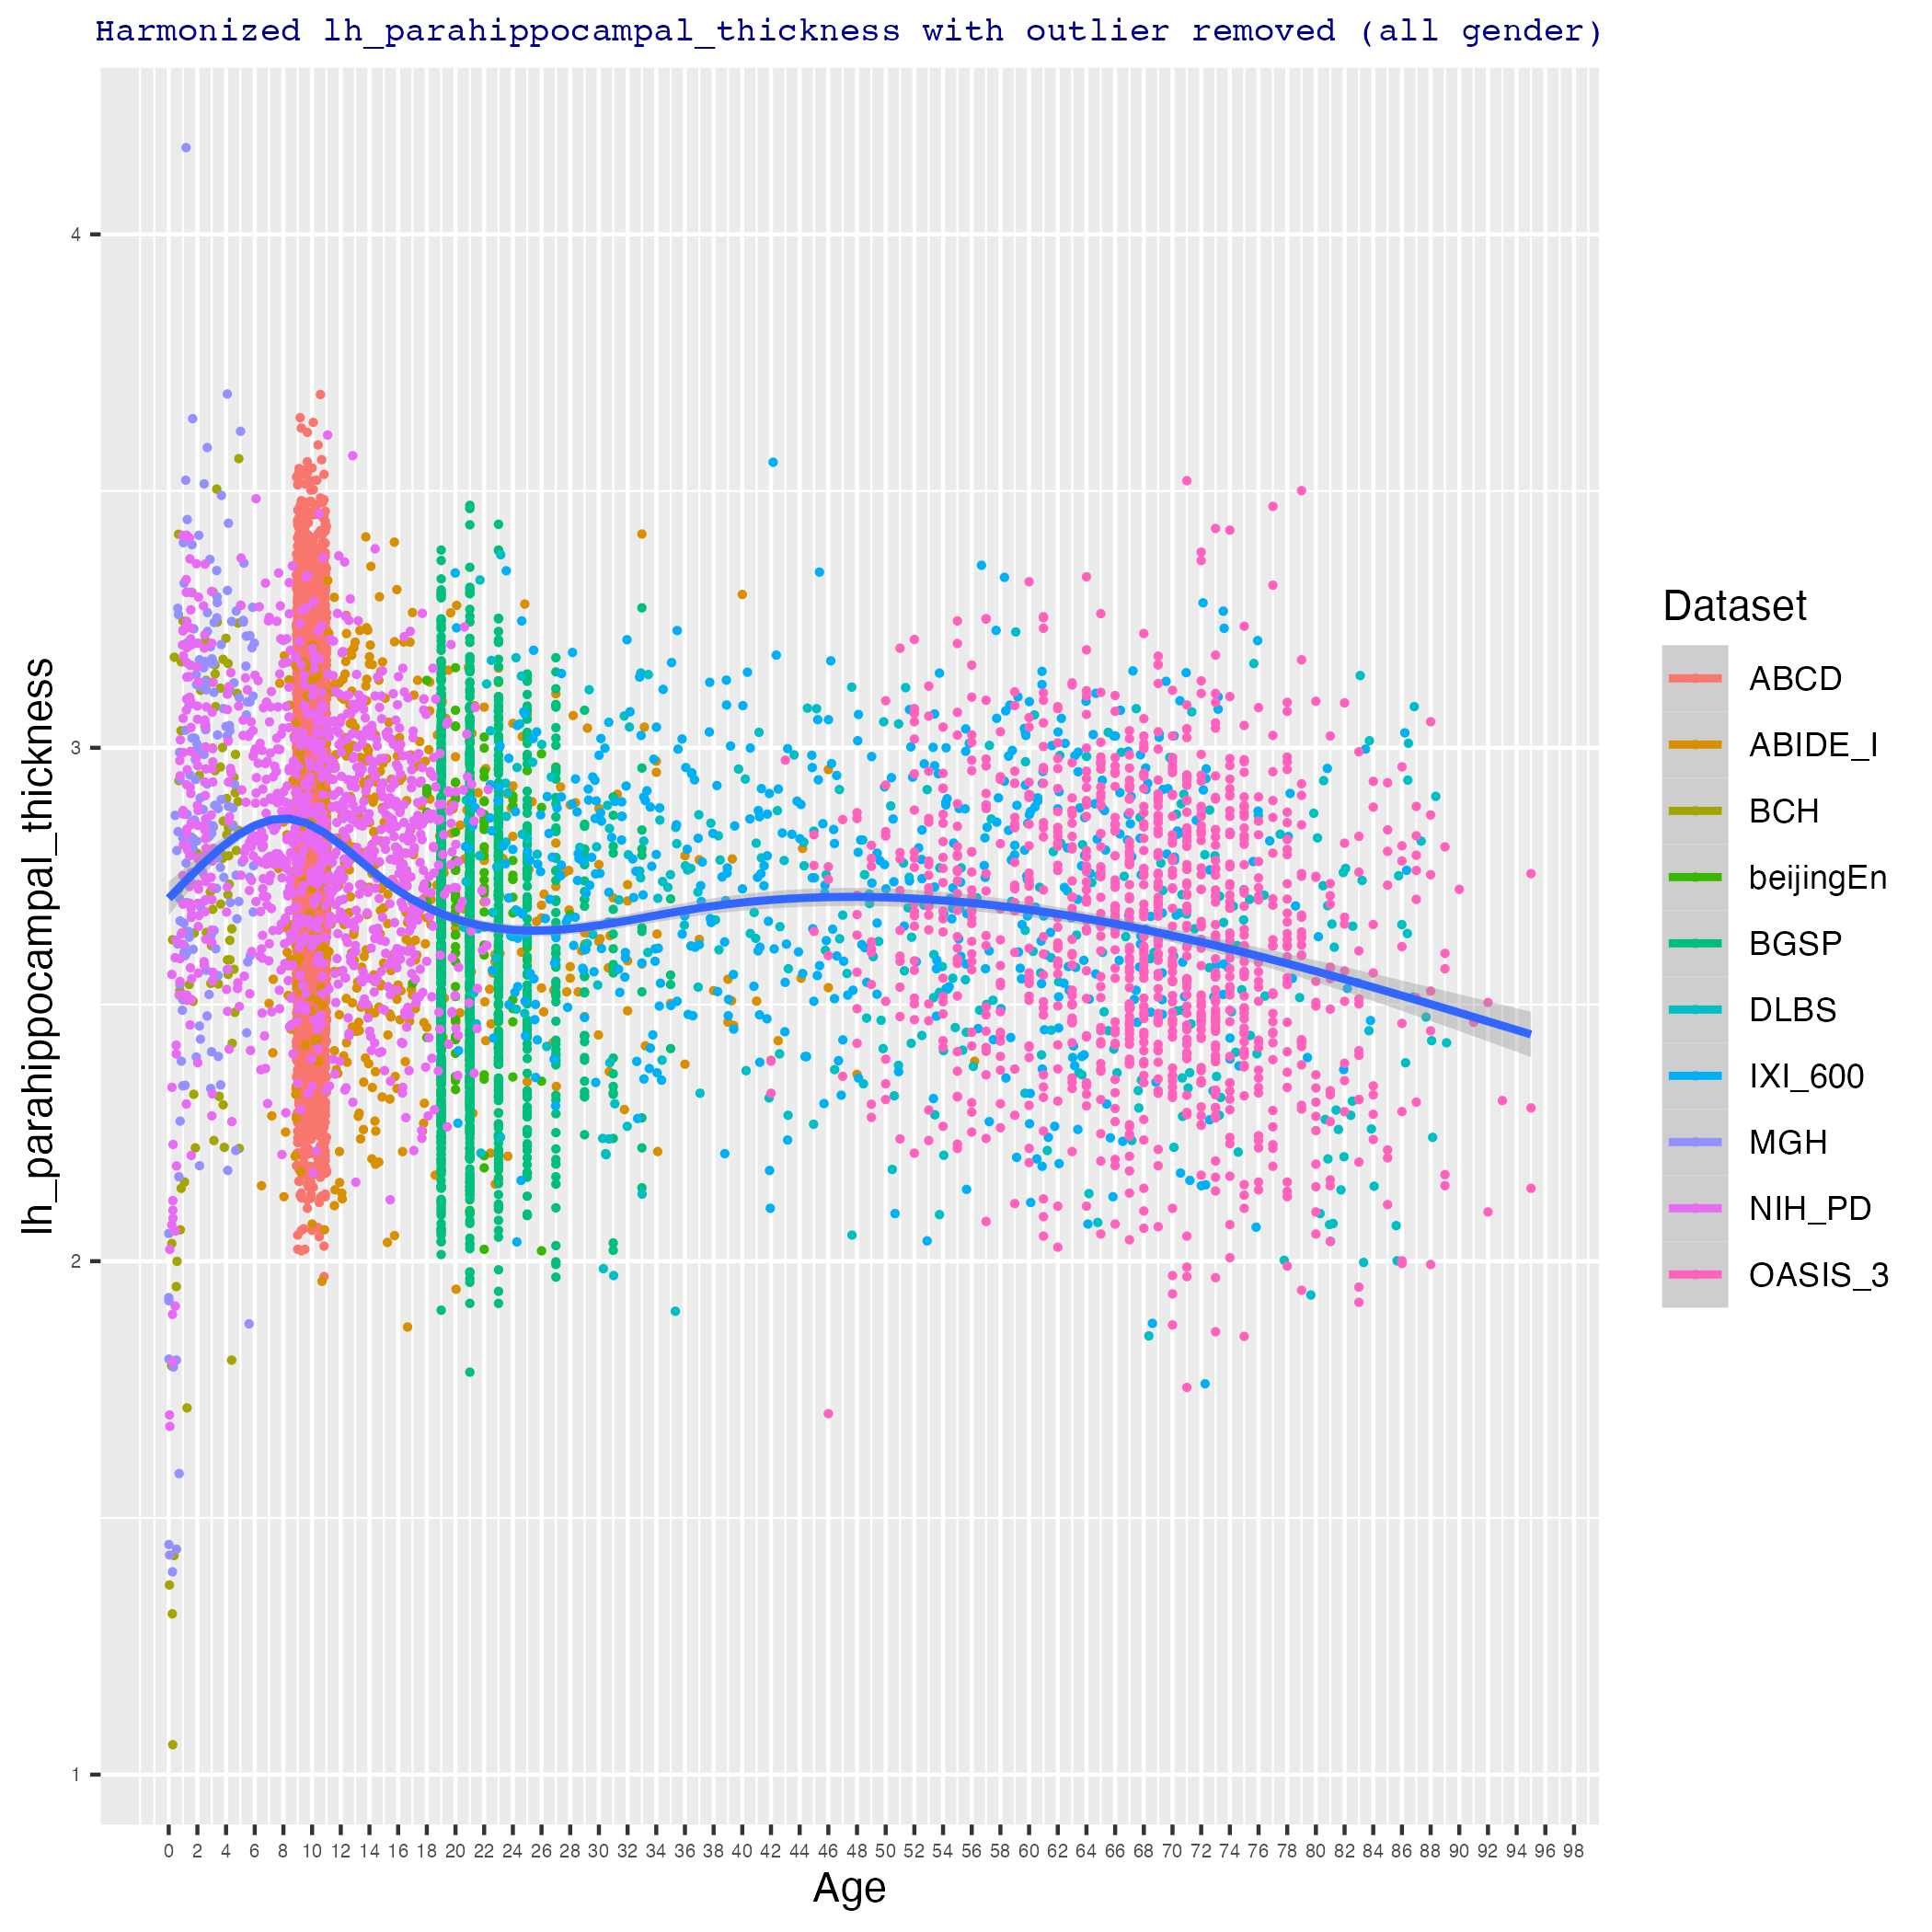 Harmonized lh_parahippocampal_thickness with outlier removed (all gender)
lh_parahippocampal_thickness
4
3
2
1
0 2 4 6 8 10 12 14 16 18 20 22 24 26 28 30 32 34 36 38 40 42 44 46 48 50 52 54 56 58 60 62 64 66 68 70 72 74 76 78 80 82 84 86 88 90 92 94 96 98
Age
Dataset
ABCD
ABIDE_I
BCH
beijingEn
BGSP
DLBS
IXI_600
MGH
NIH_PD
OASIS_3